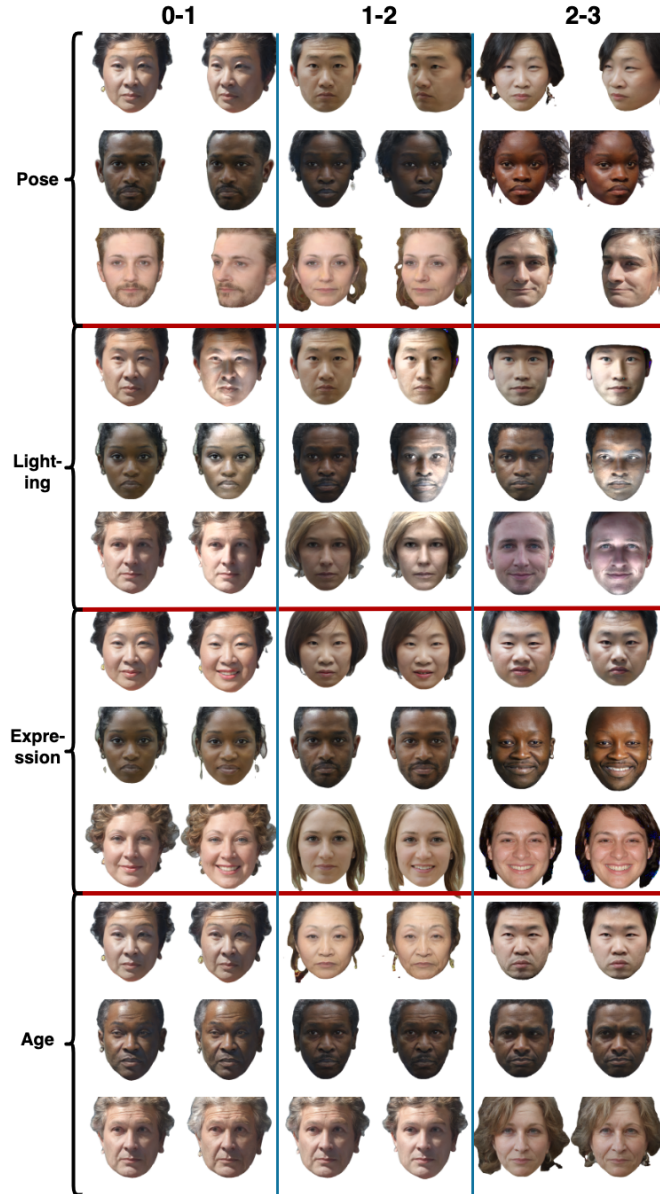 0-1
1-2
2-3
Pose
Light-
ing
Expre-
ssion
Age